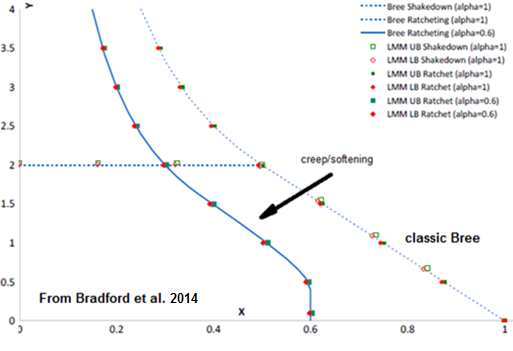 4
3.5
3
2.5
2
1.5
1
0.5
0
Y
Bree Shakedown (alpha=1)
Bree Ratcheting (alpha=1)
Bree Ratcheting (alpha=0.6)
LMM UB Shakedown (alpha=1)
LMM LB Shakedown (alpha=1)
LMM UB Ratchet (alpha=1)
LMM LB Ratchet (alpha=1)
LMM UB Ratchet (alpha=0.6)
LMM LB Ratchet (alpha=0.6)
creep/softening
classic Bree
From Bradford et al. 2014
X
0
0.2
0.4
0.6
0.8
1